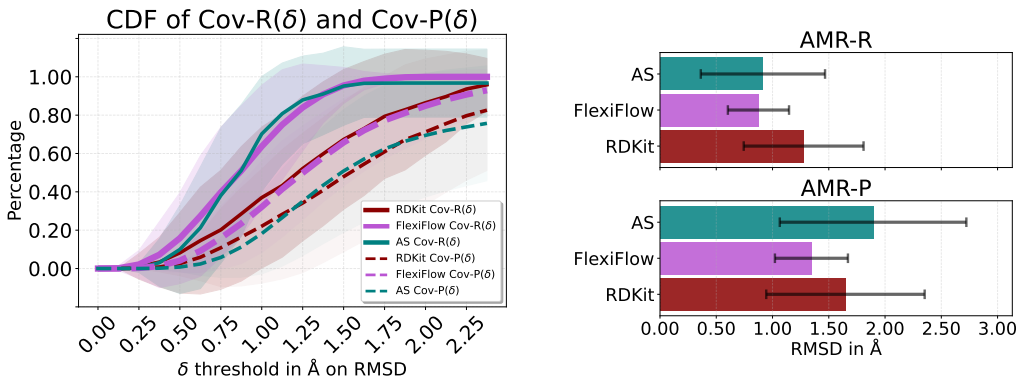 CDF of Cov-R(δ) and Cov-P(δ)
Percentage
1.00
0.80
0.60
0.40
0.20
0.00
RDKit Cov-R(δ)
FlexiFlow Cov-R(δ)
AS Cov-R(δ)
RDKit Cov-P(δ)
FlexiFlow Cov-P(δ)
AS Cov-P(δ)
0.00 0.25 0.50 0.75 1.00 1.25 1.50 1.75 2.00 2.25
δ threshold in Å on RMSD
AMR-R
AS
FlexiFlow
RDKit
AMR-P
AS
FlexiFlow
RDKit
0.00 0.50 1.00 1.50 2.00 2.50 3.00
RMSD in Å